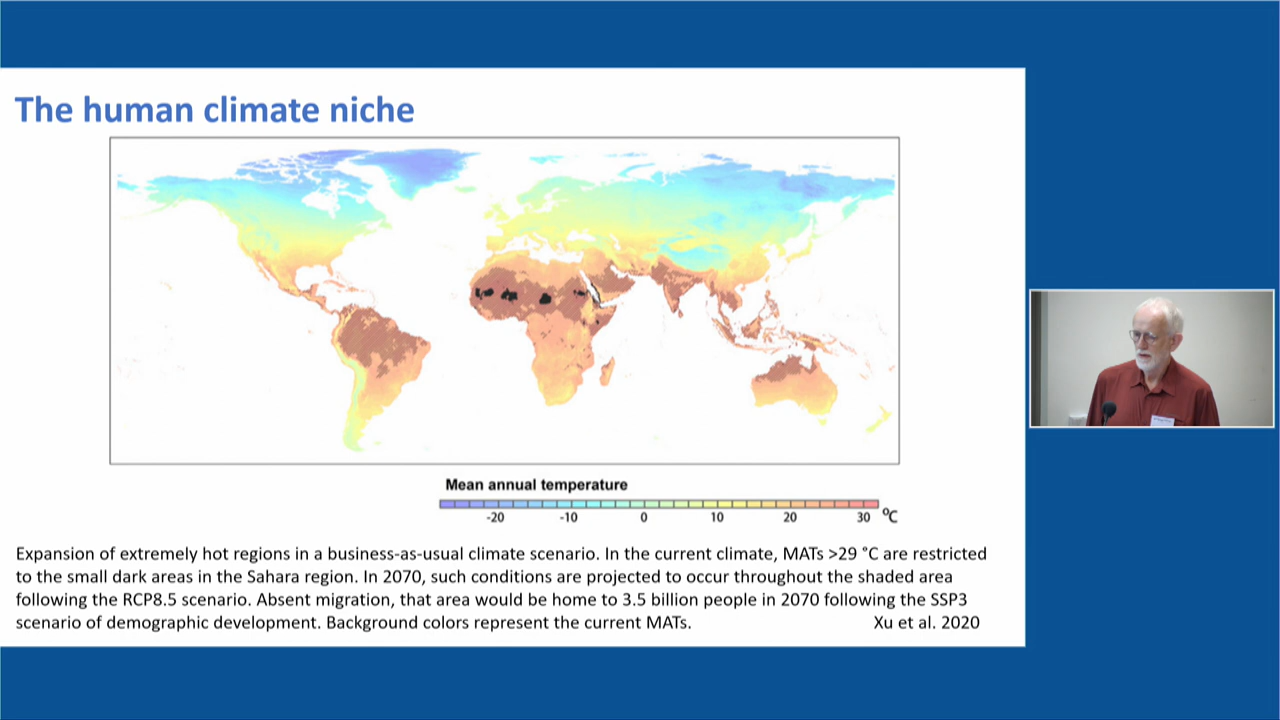 The human climate niche
Mean annual temperature
-20 -10 0 10 20 30 °C
Expansion of extremely hot regions in a business-as-usual climate scenario. In the current climate, MATs >29 °C are restricted
to the small dark areas in the Sahara region. In 2070, such conditions are projected to occur throughout the shaded area
following the RCP8.5 scenario. Absent migration, that area would be home to 3.5 billion people in 2070 following the SSP3
scenario of demographic development. Background colors represent the current MATs. Xu et al. 2020